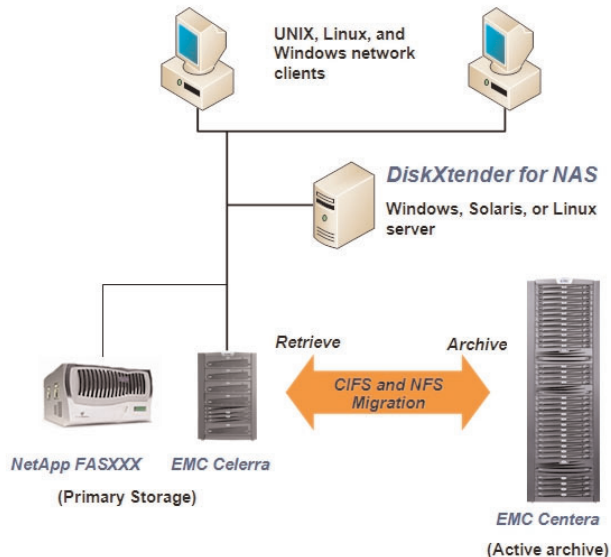 UNIX, Linux, and
Windows network
clients
DiskXtender for NAS
Windows, Solaris, or Linux
server
Retrieve
Archive
CIFS and NFS
Migration
NetApp FASXXX
EMC Celerra
(Primary Storage)
EMC Centera
(Active archive)